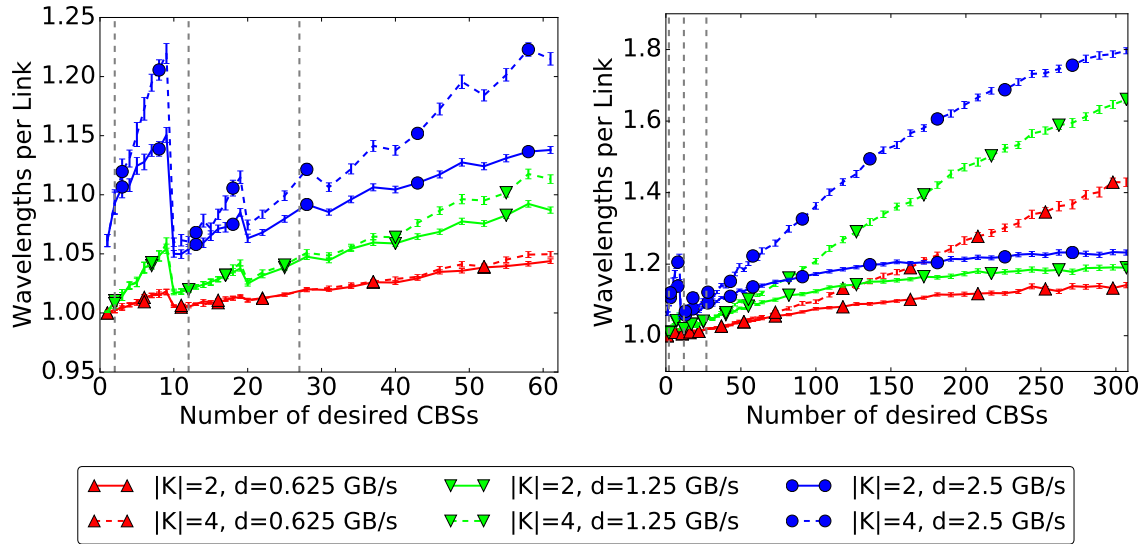 1.25
1.20
1.15
1.10
1.05
1.00
0.95
Wavelengths per Link
0 10 20 30 40 50 60
Number of desired CBSs
1.8
1.6
1.4
1.2
1.0
Wavelengths per Link
0 50 100 150 200 250 300
Number of desired CBSs
|K|=2, d=0.625 GB/s |K|=2, d=1.25 GB/s |K|=2, d=2.5 GB/s
|K|=4, d=0.625 GB/s |K|=4, d=1.25 GB/s |K|=4, d=2.5 GB/s